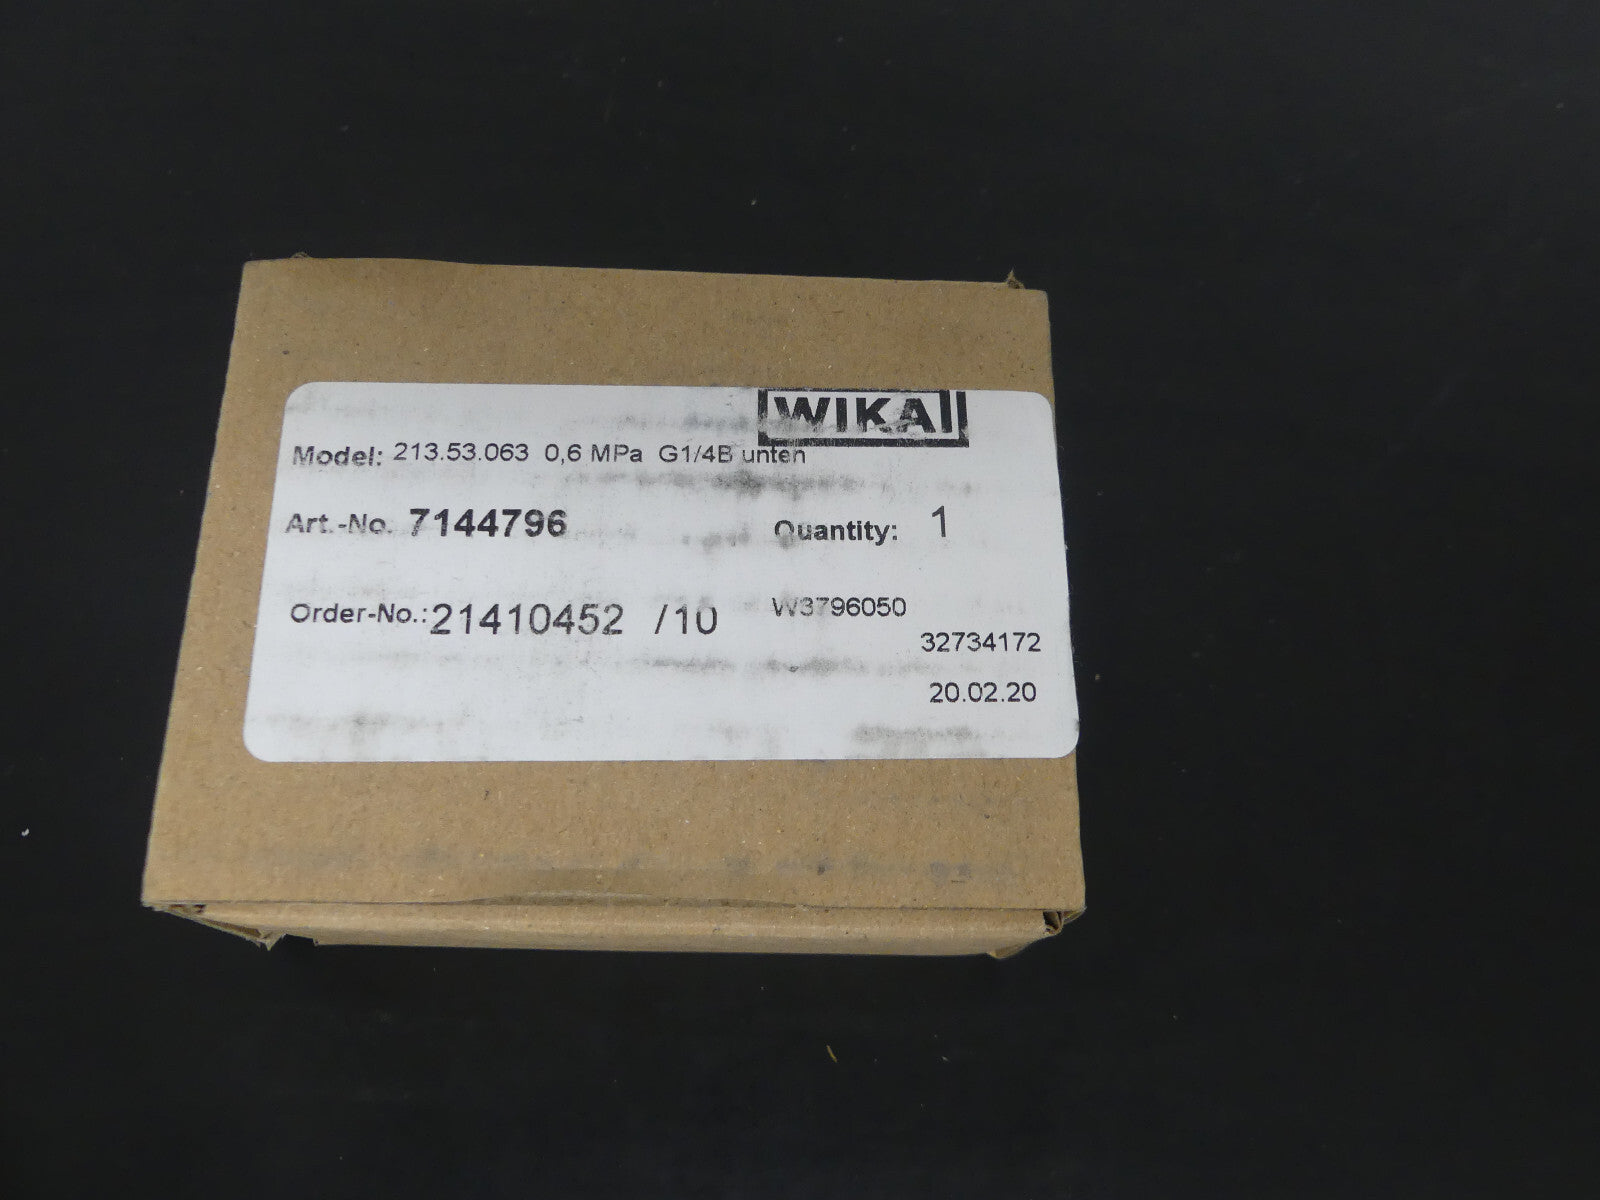 WIKA
Model: 213.53.063 0,6 MPa G1/4B unten
Art.-No. 7144796 Quantity: 1
Order-No.: 21410452 /10 W3796050
32734172
20.02.20